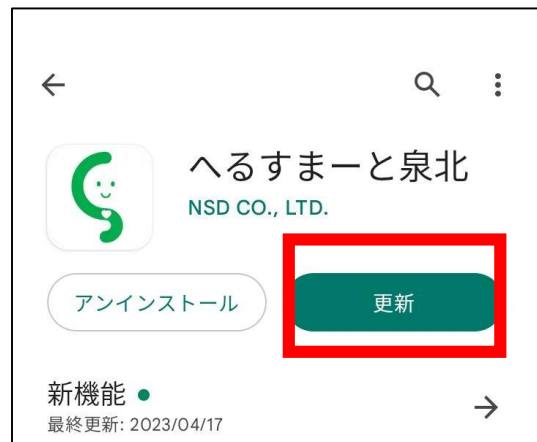 へるすまーと泉北
NSD CO., LTD.
アンインストール
更新
新機能
最終更新: 2023/04/17